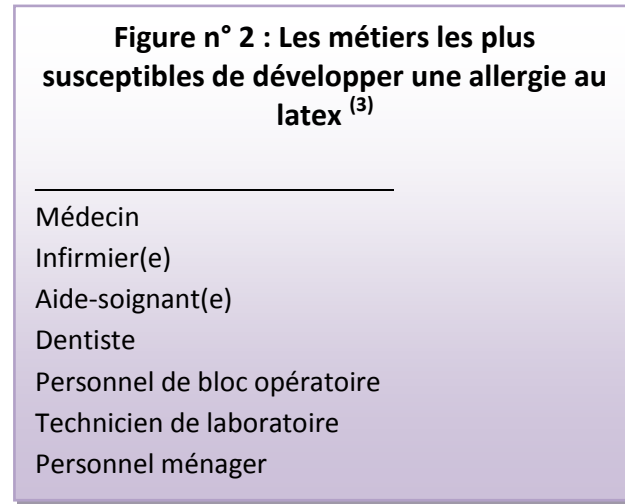 Figure n° 2 : Les métiers les plus
susceptibles de développer une allergie au
latex (3)
Médecin
Infirmier(e)
Aide-soignant(e)
Dentiste
Personnel de bloc opératoire
Technicien de laboratoire
Personnel ménager